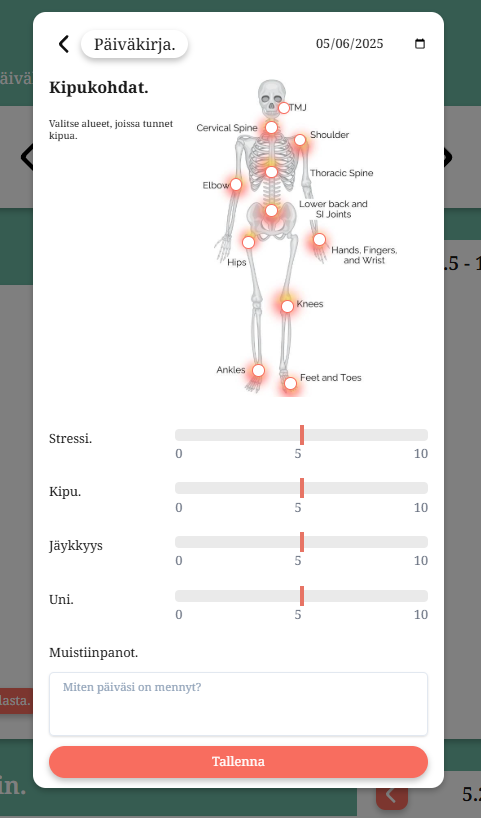 Päiväkirja.
05/06/2025
Kipukohdat.
Valitse alueet, joissa tunnet
kipua.
TMJ
Cervical Spine
Shoulder
Thoracic Spine
Elbow
Lower back and
SI Joints
Hands, Fingers,
and Wrist
Hips
Knees
Ankles
Feet and Toes
Stressi.
0 5 10
Kipu.
0 5 10
Jäykkyys
0 5 10
Uni.
0 5 10
Muistiinpanot.
Miten päiväsi on mennyt?
Tallenna
.5 - 1
lasta.
in.
5.2